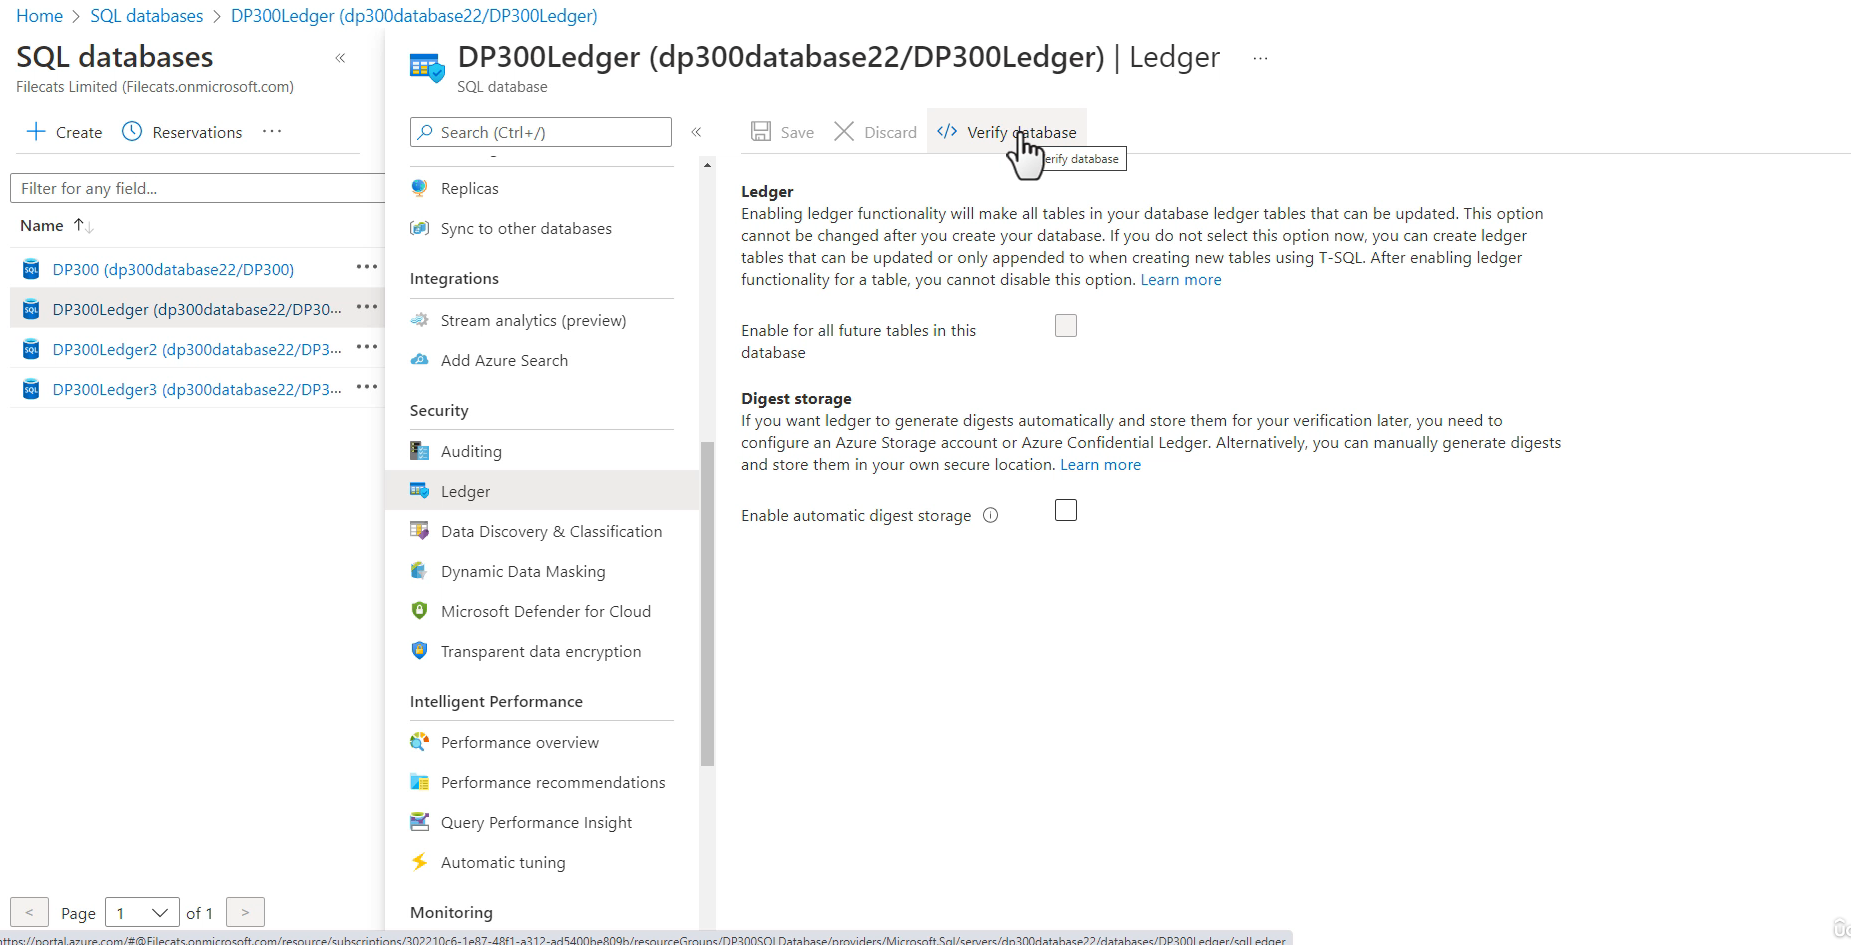 Home > SQL databases > DP300Ledger (dp300database22/DP300Ledger)
SQL databases
«
Filecats Limited (Filecats.onmicrosoft.com)
Create
Reservations
...
Filter for any field...
Name
DP300 (dp300database22/DP300)
...
DP300Ledger (dp300database22/DP30...
...
DP300Ledger2 (dp300database22/DP3...
...
DP300Ledger3 (dp300database22/DP3...
...
<
Page
1
of 1
>
DP300Ledger (dp300database22/DP300Ledger) | Ledger
...
SQL database
Search (Ctrl+/)
«
Replicas
Sync to other databases
Integrations
Stream analytics (preview)
Add Azure Search
Security
Auditing
Ledger
Data Discovery & Classification
Dynamic Data Masking
Microsoft Defender for Cloud
Transparent data encryption
Intelligent Performance
Performance overview
Performance recommendations
Query Performance Insight
Automatic tuning
Monitoring
Save
Discard
</> Verify database
erify database
Ledger
Enabling ledger functionality will make all tables in your database ledger tables that can be updated. This option
cannot be changed after you create your database. If you do not select this option now, you can create ledger
tables that can be updated or only appended to when creating new tables using T-SQL. After enabling ledger
functionality for a table, you cannot disable this option. Learn more
Enable for all future tables in this
database
Digest storage
If you want ledger to generate digests automatically and store them for your verification later, you need to
configure an Azure Storage account or Azure Confidential Ledger. Alternatively, you can manually generate digests
and store them in your own secure location. Learn more
Enable automatic digest storage
https://portal.azure.com/#@Filecats.onmicrosoft.com/resource/subscriptions/302210c6-1e87-48f1-a312-ad5400be809b/resourceGroups/DP300SQLDatabase/providers/Microsoft.Sql/servers/dp300database22/databases/DP300Ledger/sqlLedger